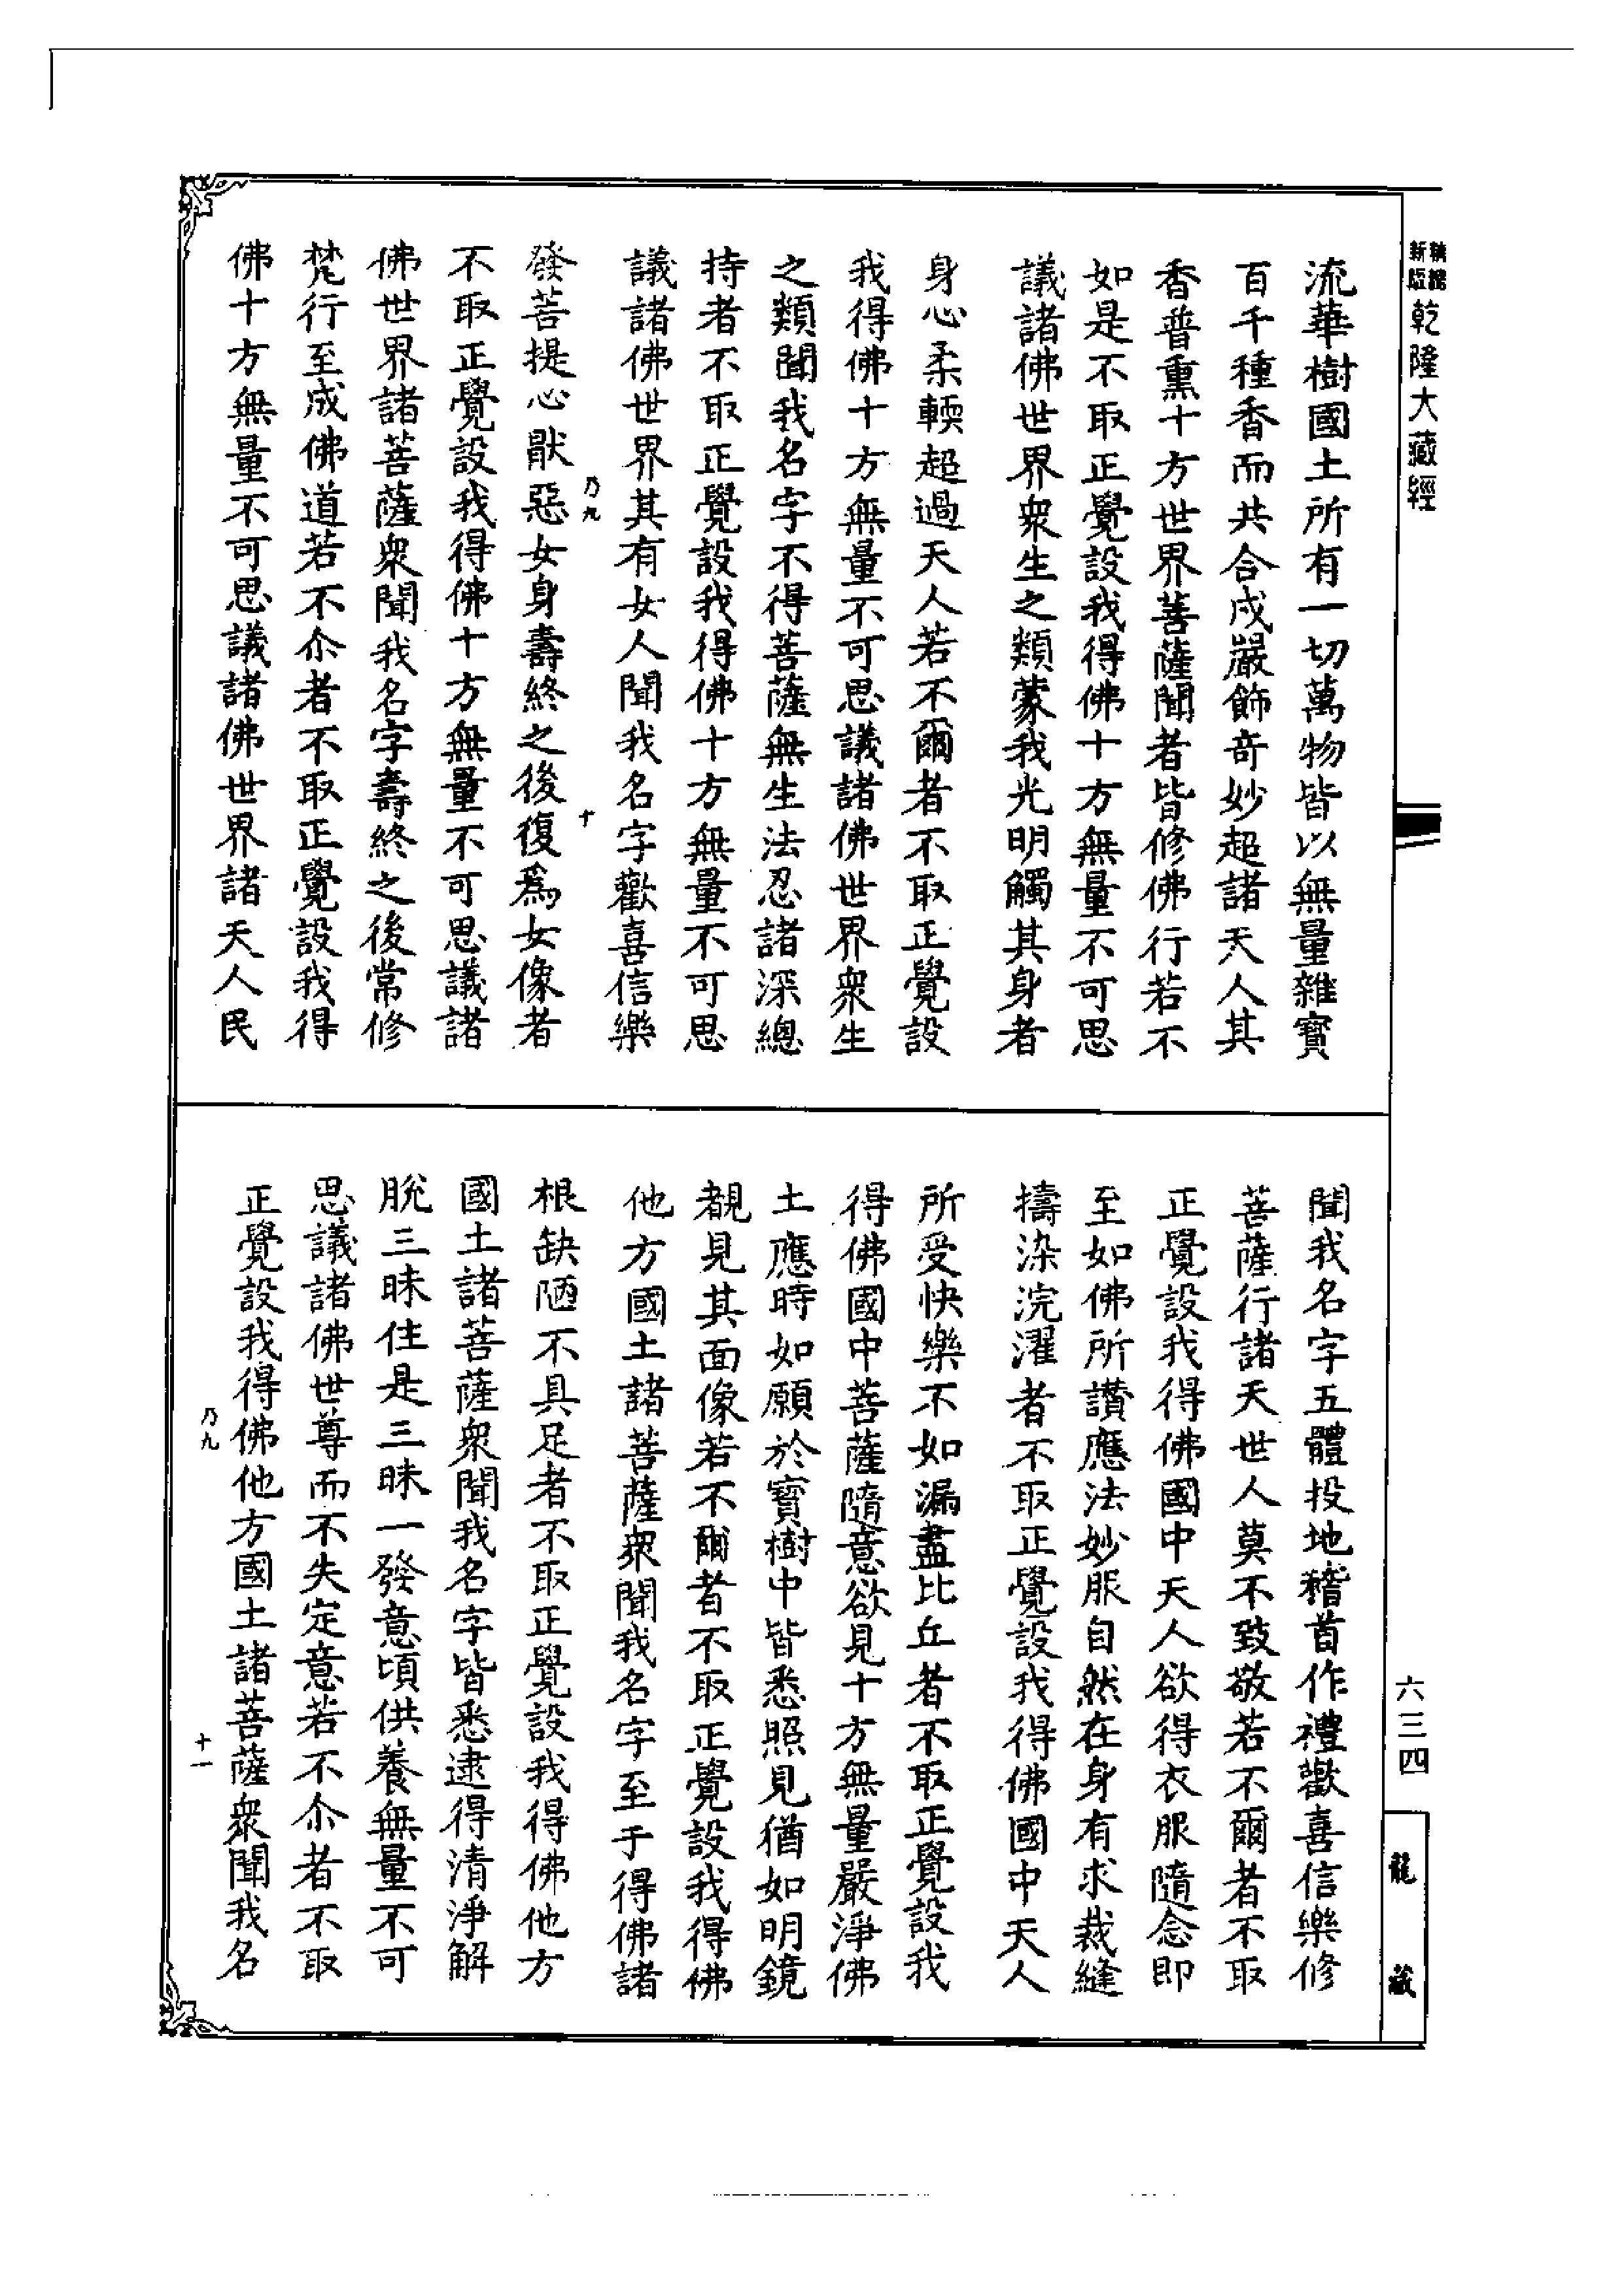 新版
乾隆大藏經
流華樹國土所有一切萬物皆以無量雜寶
百千種香而共合成嚴飾奇妙超諸天人其
香普熏十方世界菩薩聞者皆修佛行若不
如是不取正覺設我得佛十方無量不可思
議諸佛世界衆生之類蒙我光明觸其身者
身心柔輭超過天人若不爾者不取正覺設
我得佛十方無量不可思議諸佛世界衆生
之類聞我名字不得菩薩無生法忍諸深總
持者不取正覺設我得佛十方無量不可思
議諸佛世界其有女人聞我名字歡喜信樂
乃九
十
發菩提心厭惡女身壽終之後復爲女像者
不取正覺設我得佛十方無量不可思議諸
佛世界諸菩薩衆聞我名字壽終之後常修
梵行至成佛道若不尒者不取正覺設我得
佛十方無量不可思議諸佛世界諸天人民
聞我名字五體投地稽首作禮歡喜信樂修
菩薩行諸天世人莫不致敬若不爾者不取
正覺設我得佛國中天人欲得衣服隨念即
至如佛所讚應法妙服自然在身有求裁縫
擣染浣濯者不取正覺設我得佛國中天人
所受快樂不如漏盡比丘者不取正覺設我
得佛國中菩薩隨意欲見十方無量嚴淨佛
土應時如願於寶樹中皆悉照見猶如明鏡
覩見其面像若不爾者不取正覺設我得佛
他方國土諸菩薩衆聞我名字至于得佛諸
根缺陋不具足者不取正覺設我得佛他方
國土諸菩薩衆聞我名字皆悉逮得清淨解
脫三昧住是三昧一發意頃供養無量不可
思議諸佛世尊而不失定意若不尒者不取
正覺設我得佛他方國土諸菩薩衆聞我名
乃九
十一
六三四
龍藏